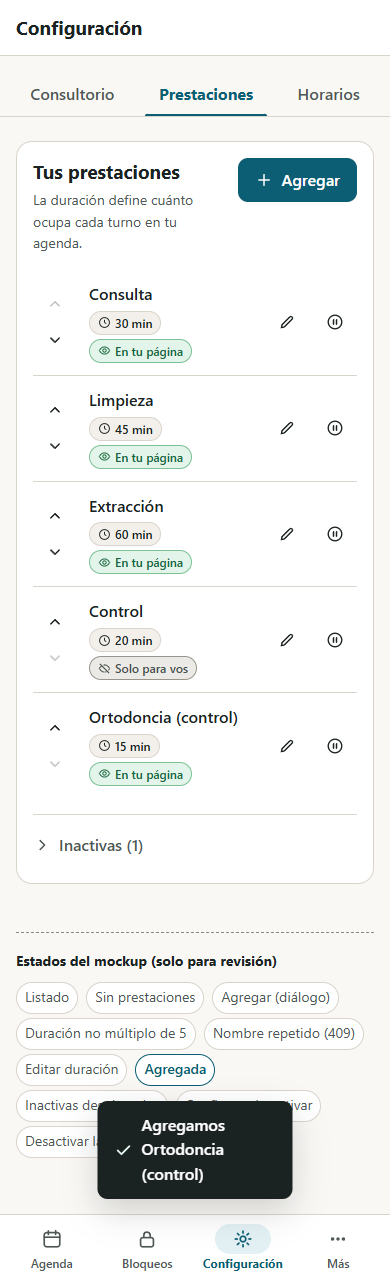 Configuración
Consultorio
Prestaciones
Horarios
Tus prestaciones
+ Agregar
La duración define cuánto
ocupa cada turno en tu
agenda.
Consulta
30 min
En tu página
Limpieza
45 min
En tu página
Extracción
60 min
En tu página
Control
20 min
Solo para vos
Ortodoncia (control)
15 min
En tu página
Inactivas (1)
Estados del mockup (solo para revisión)
Listado
Sin prestaciones
Agregar (diálogo)
Duración no múltiplo de 5
Nombre repetido (409)
Editar duración
Agregada
Inactivas
Desactivar
Agregamos
Ortodoncia
(control)
Agenda
Bloqueos
Configuración
Más